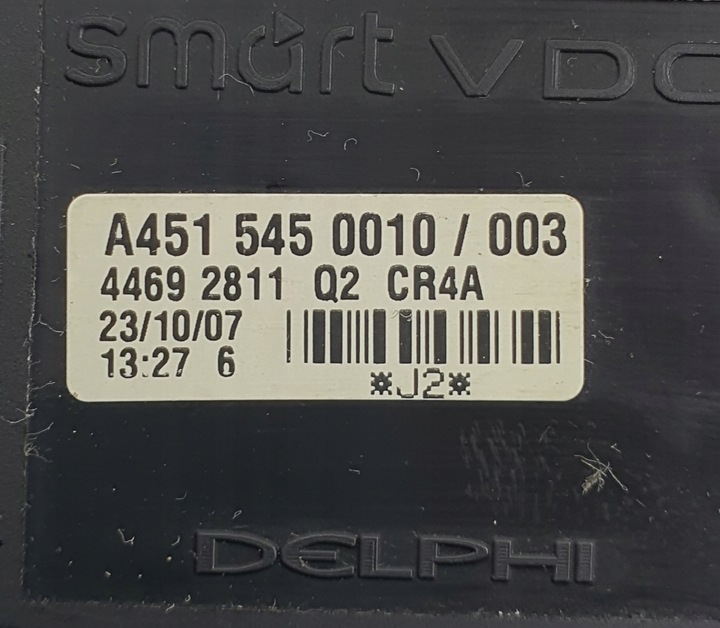 smart VDO
A451 545 0010 / 003
4469 2811 Q2 CR4A
23/10/07
13:27 6
*J2*
DELPHI